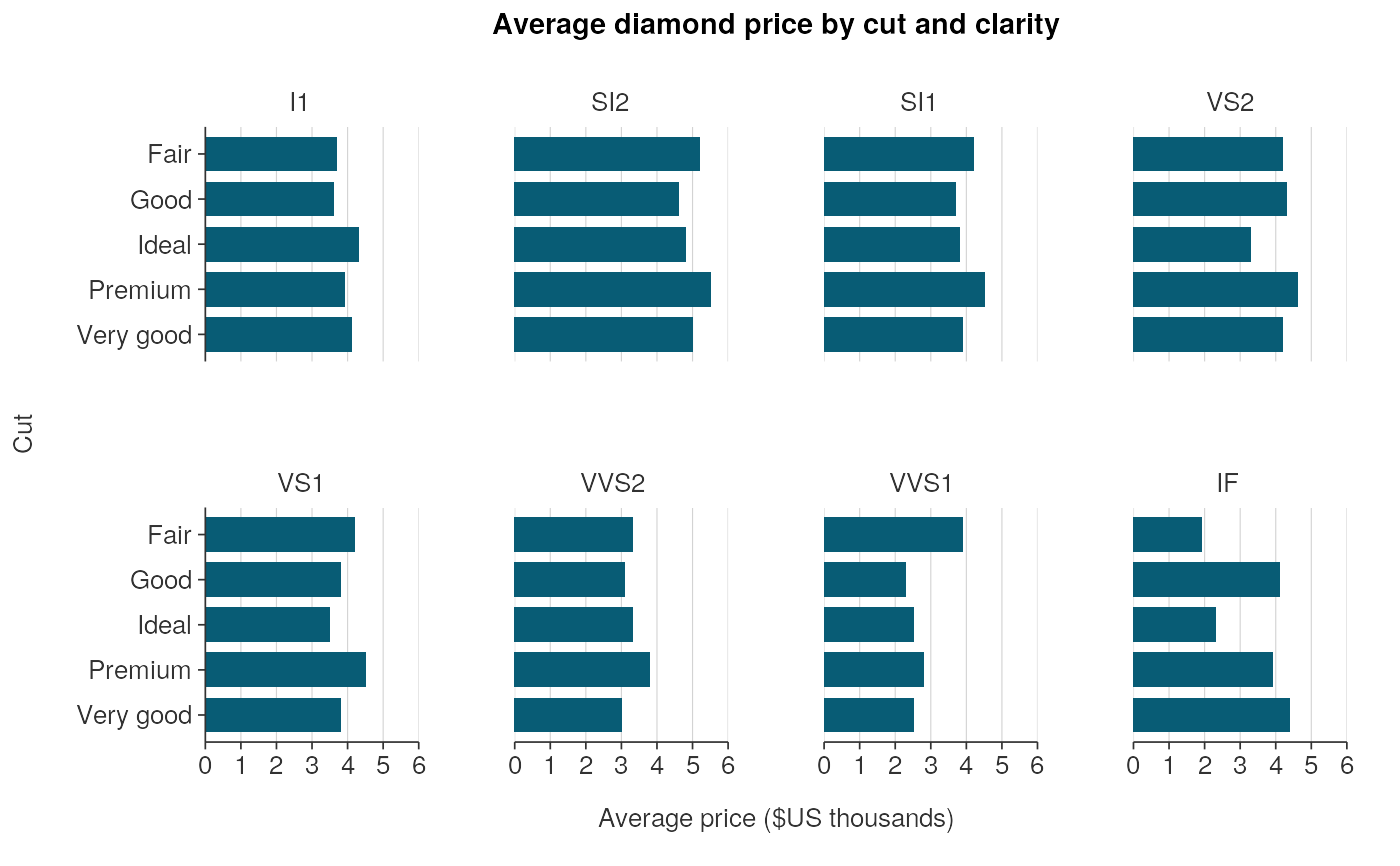 Average diamond price by cut and clarity
I1 SI2 SI1 VS2
Fair
Good
Ideal
Premium
Very good
Cut
VS1 VVS2 VVS1 IF
Fair
Good
Ideal
Premium
Very good
0 1 2 3 4 5 6 0 1 2 3 4 5 6 0 1 2 3 4 5 6 0 1 2 3 4 5 6
Average price ($US thousands)